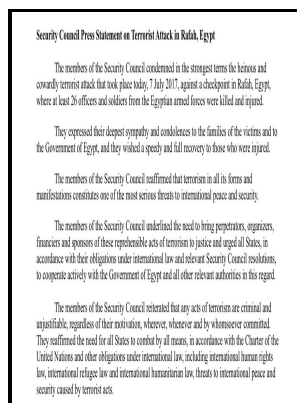 Security Council Press Statement on Terrorist Attack in Rafah, Egypt
The members of the Security Council condemned in the strongest terms the heinous and
cowardly terrorist attack that took place today, 7 July 2017, against a checkpoint in Rafah, Egypt,
where at least 26 officers and soldiers from the Egyptian armed forces were killed and injured.
They expressed their deepest sympathy and condolences to the families of the victims and to
the Government of Egypt, and they wished a speedy and full recovery to those who were injured.
The members of the Security Council reaffirmed that terrorism in all its forms and
manifestations constitutes one of the most serious threats to international peace and security.
The members of the Security Council underlined the need to bring perpetrators, organizers,
financiers and sponsors of these reprehensible acts of terrorism to justice and urged all States, in
accordance with their obligations under international law and relevant Security Council resolutions,
to cooperate actively with the Government of Egypt and all other relevant authorities in this regard.
The members of the Security Council reiterated that any acts of terrorism are criminal and
unjustifiable, regardless of their motivation, wherever, whenever and by whomsoever committed.
They reaffirmed the need for all States to combat by all means, in accordance with the Charter of the
United Nations and other obligations under international law, including international human rights
law, international refugee law and international humanitarian law, threats to international peace and
security caused by terrorist acts.